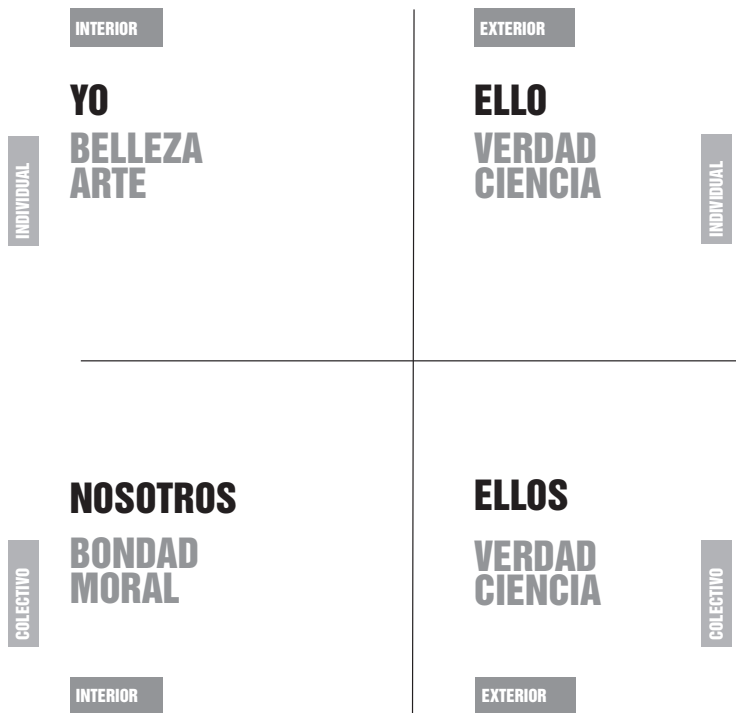 INTERIOR
EXTERIOR
YO
ELLO
BELLEZA
ARTE
VERDAD
CIENCIA
INDIVIDUAL
INDIVIDUAL
NOSOTROS
ELLOS
BONDAD
MORAL
VERDAD
CIENCIA
COLECTIVO
COLECTIVO
INTERIOR
EXTERIOR